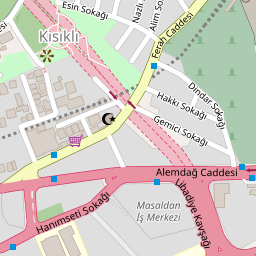 Esin Sokağı
Nazlı
Alim Sokağı
Kısıklı
Ferah Caddesi
Dindar Sokağı
Hakkı Sokağı
Gemici Sokağı
Alemdağ Caddesi
Ubadiye Kavşağı
Masaldan
İş Merkezi
Hanımseti Sokağı